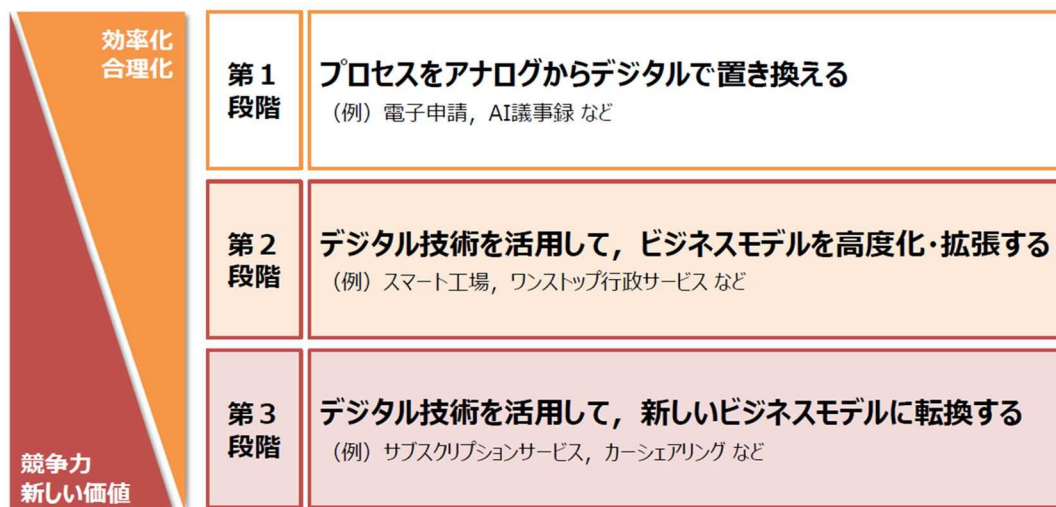 効率化
合理化
第１
段階
プロセスをアナログからデジタルで置き換える
（例）電子申請，AI議事録 など
第２
段階
デジタル技術を活用して，ビジネスモデルを高度化・拡張する
（例）スマート工場，ワンストップ行政サービス など
第３
段階
デジタル技術を活用して，新しいビジネスモデルに転換する
（例）サブスクリプションサービス，カーシェアリング など
競争力
新しい価値